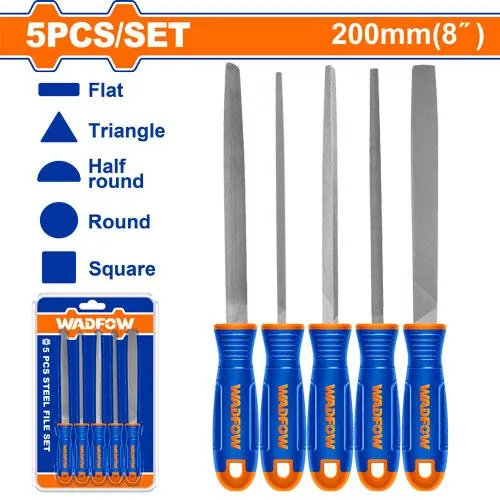 5PCS/SET
200mm(8″)
Flat
Triangle
Half
round
Round
Square
WADFOW
5 PCS STEEL FILE SET
WADFOW
WADFOW
WADFOW
WADFOW
WADFOW